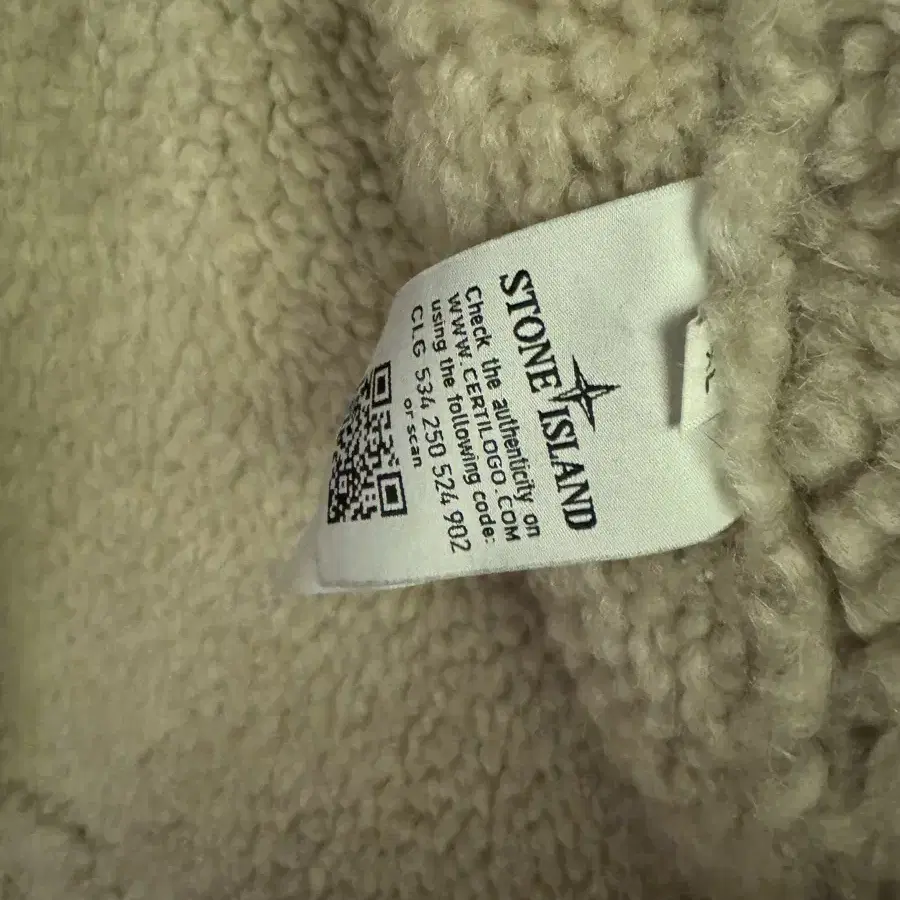 STONE ISLAND
Check the authenticity on
WWW.CERTILOGO.COM
using the following code:
CLG 534 250 524 902
or scan